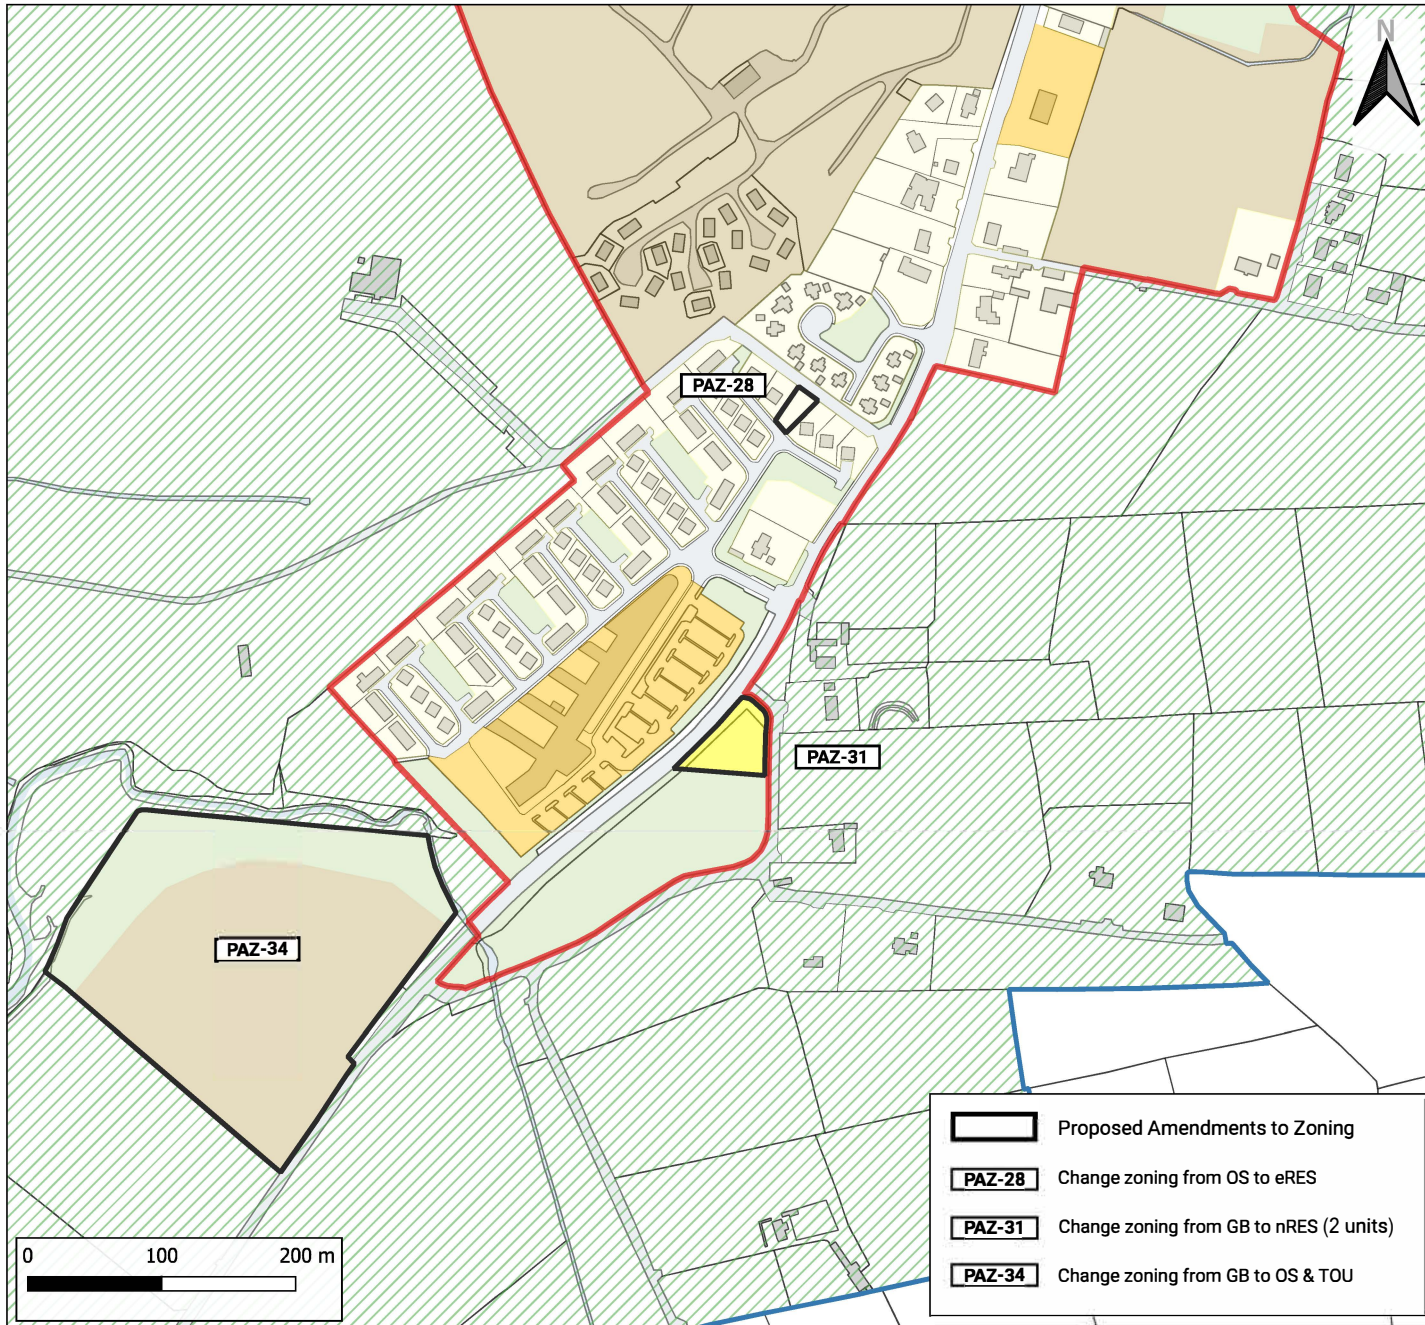 N
PAZ-28
PAZ-31
PAZ-34
Proposed Amendments to Zoning
PAZ-28 Change zoning from OS to eRES
PAZ-31 Change zoning from GB to nRES (2 units)
PAZ-34 Change zoning from GB to OS & TOU
0 100 200 m